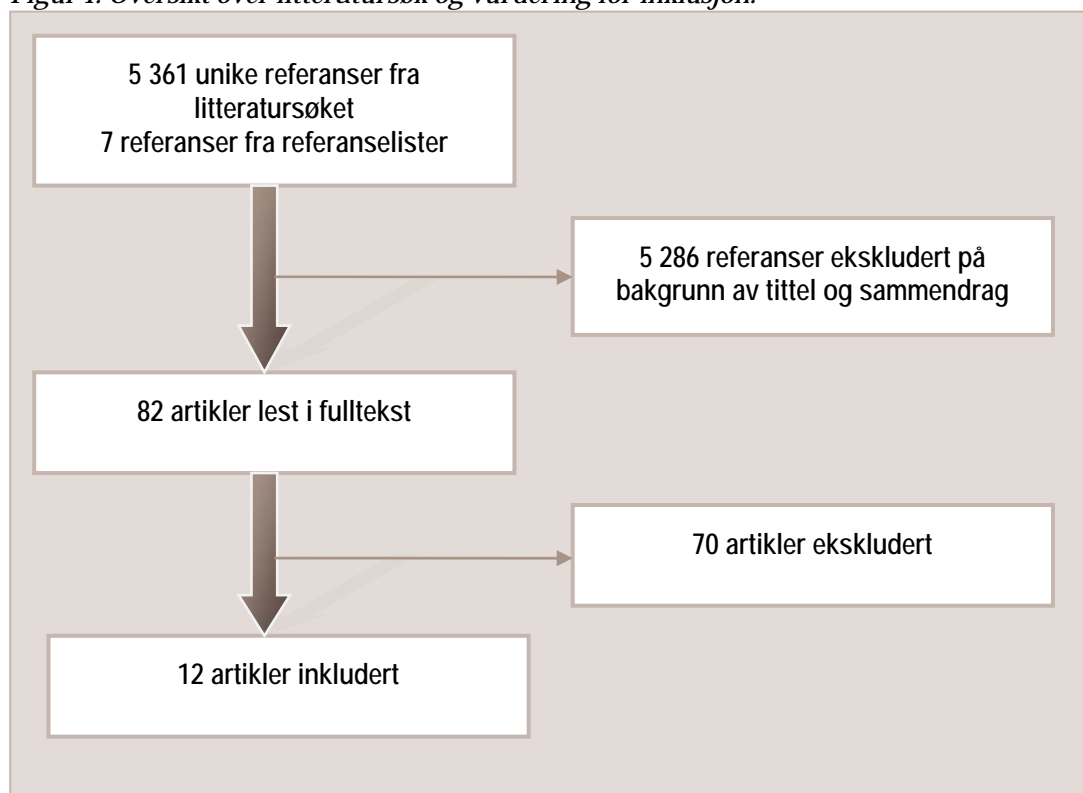 Figur 1. Oversikt over litteratursøk og vurdering for inklusjon.
5 361 unike referanser fra
litteratursøket
7 referanser fra referanselister
5 286 referanser ekskludert på
bakgrunn av tittel og sammendrag
82 artikler lest i fulltekst
70 artikler ekskludert
12 artikler inkludert